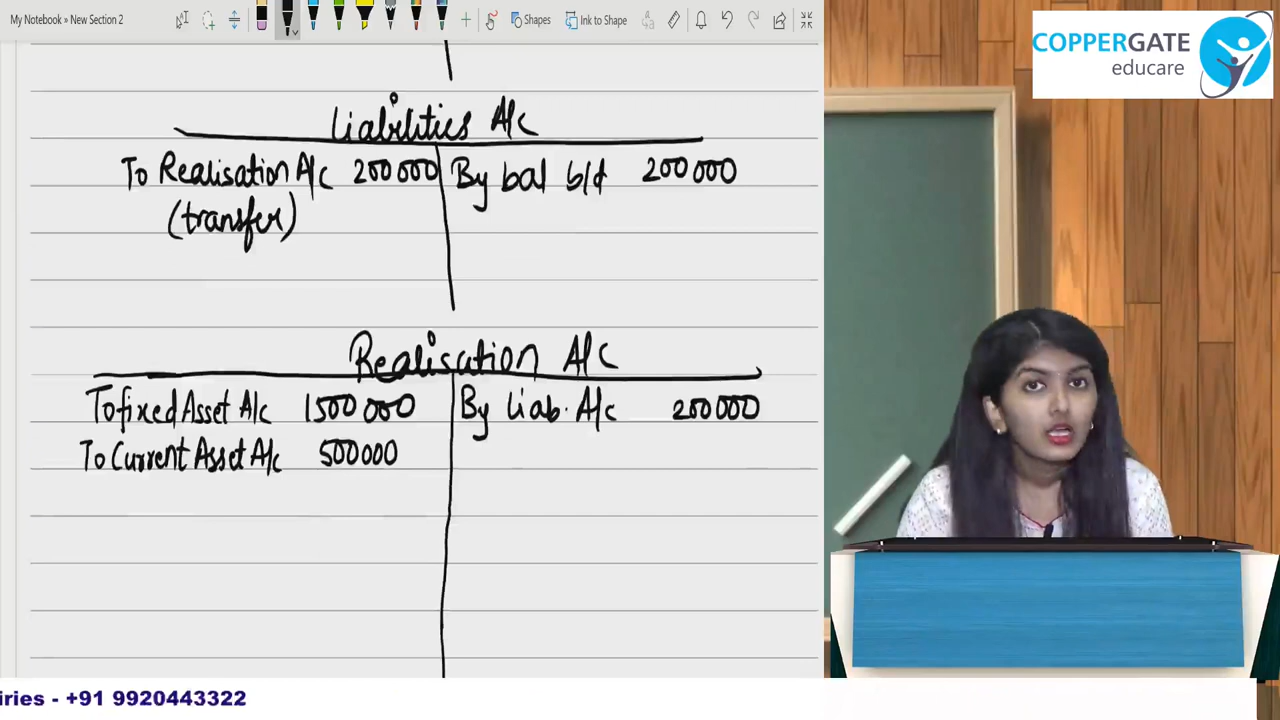 My Notebook » New Section 2
Shapes
Ink to Shape
COPPERGATE
educare
Liabilities A/c
To Realisation A/c 200000 By bal b/d 200000
(transfer)
Realisation A/c
To fixed Asset A/c 1500000 By Liab. A/c 200000
To Current Asset A/c 500000
iries - +91 9920443322